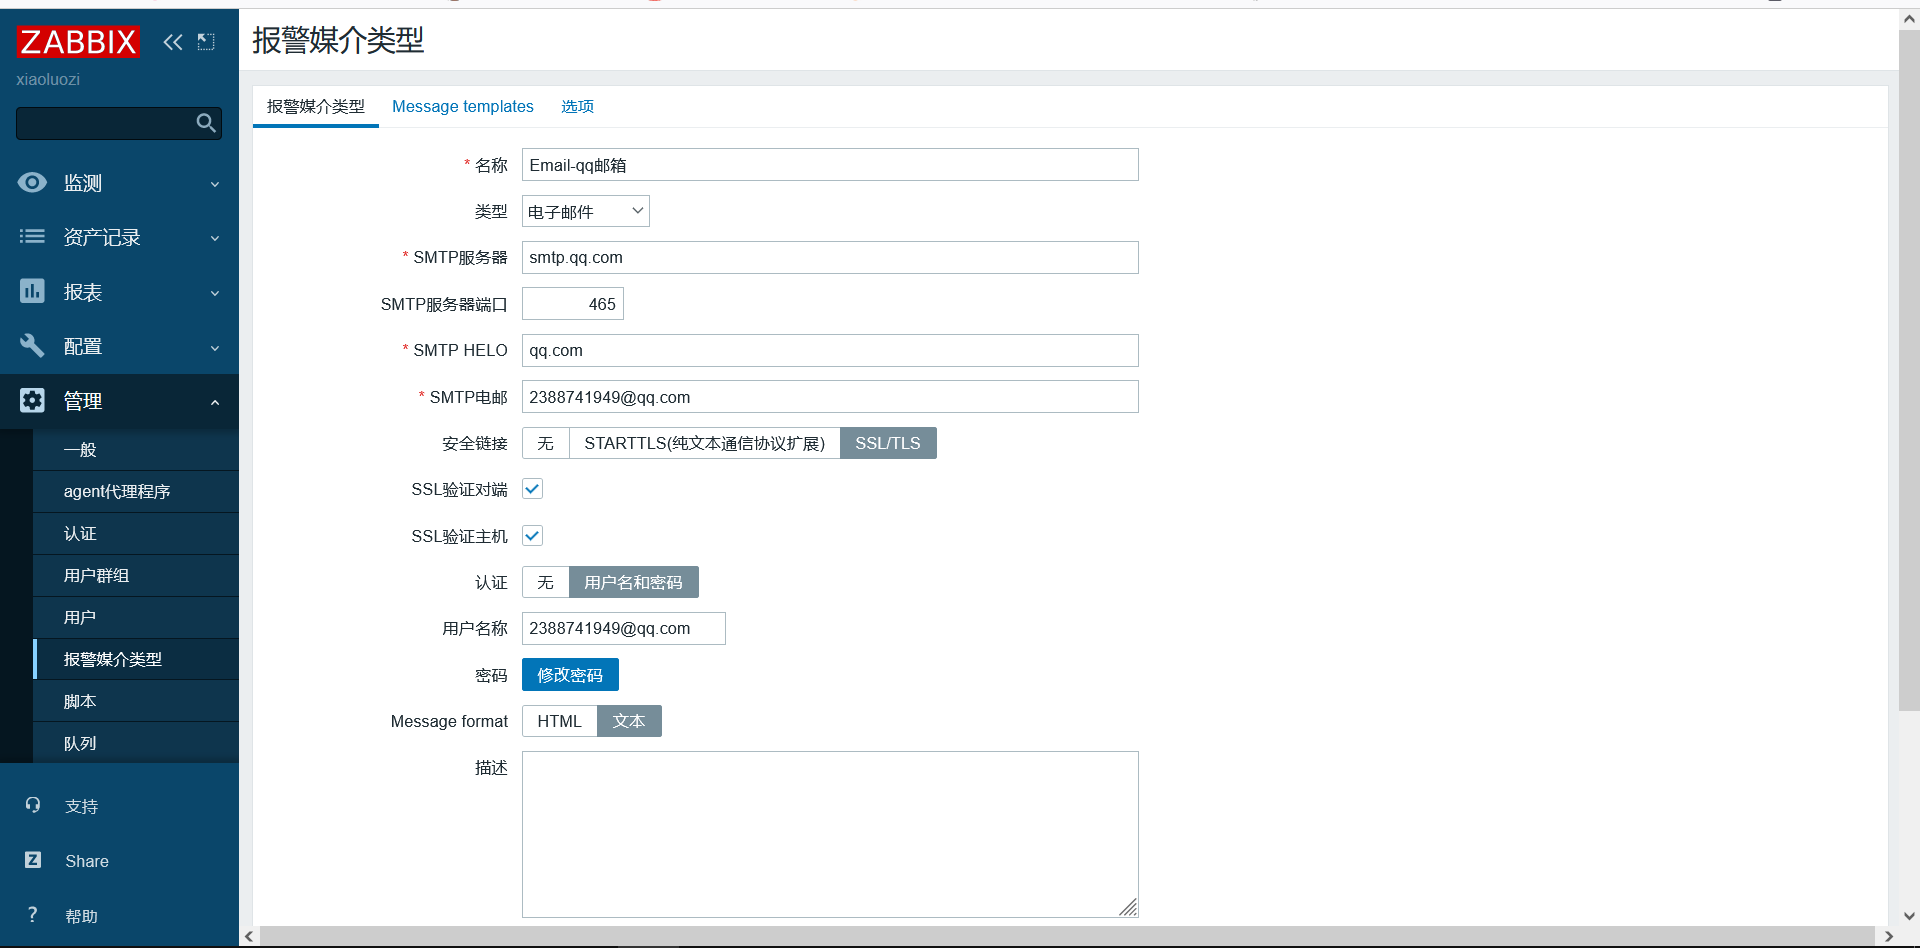 ZABBIX
xiaoluozi
监测
资产记录
报表
配置
管理
一般
agent代理程序
认证
用户群组
用户
报警媒介类型
脚本
队列
支持
Share
帮助
报警媒介类型
报警媒介类型 Message templates 选项
* 名称 Email-qq邮箱
类型 电子邮件
* SMTP服务器 smtp.qq.com
SMTP服务器端口 465
* SMTP HELO qq.com
* SMTP电邮 2388741949@qq.com
安全链接 无 STARTTLS(纯文本通信协议扩展) SSL/TLS
SSL验证对端
SSL验证主机
认证 无 用户名和密码
用户名称 2388741949@qq.com
密码 修改密码
Message format HTML 文本
描述